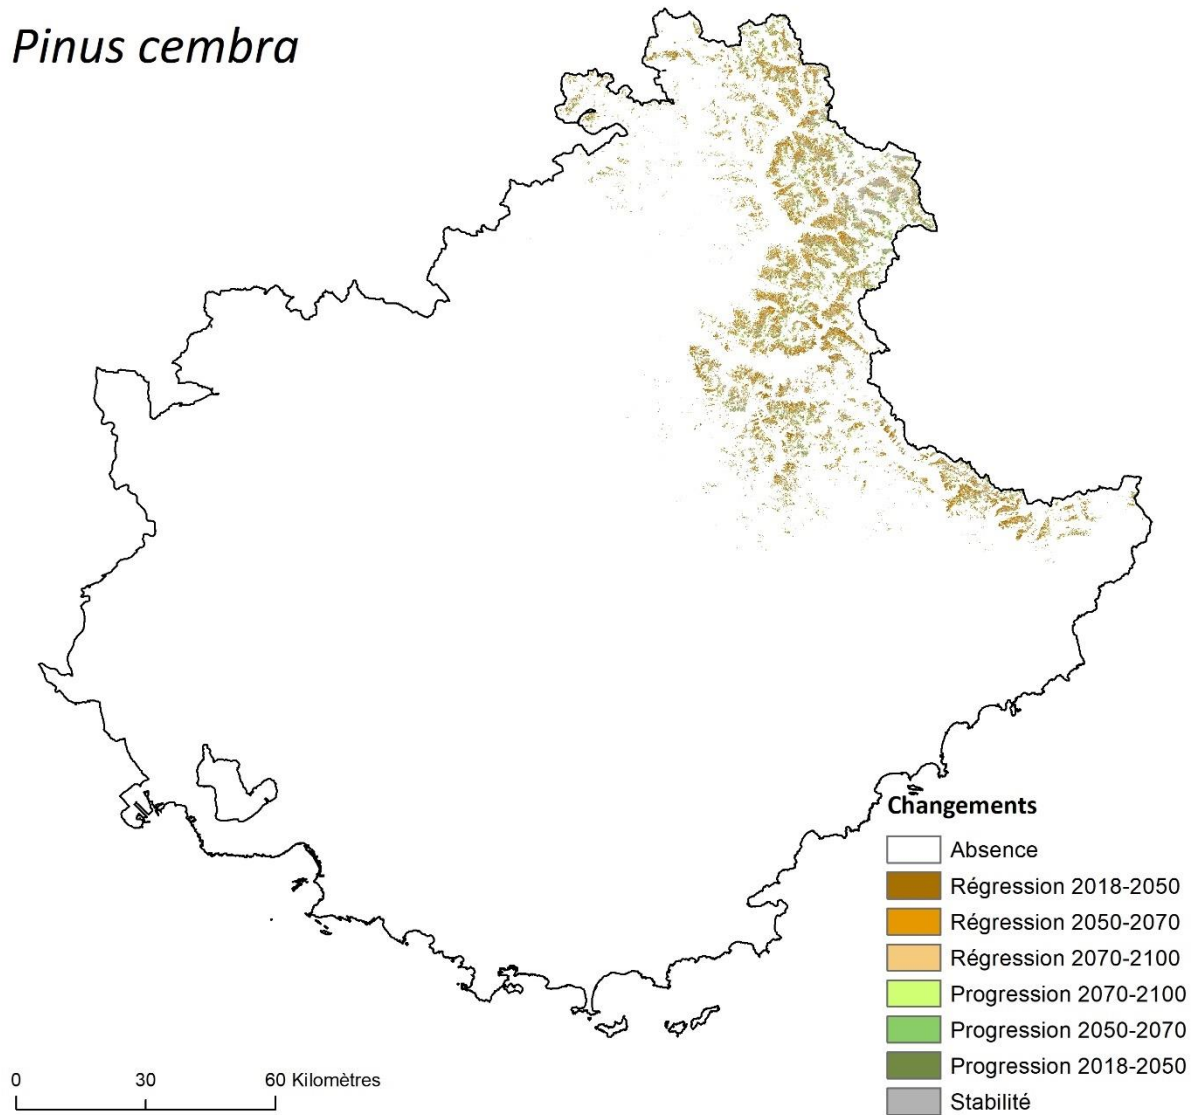 Pinus cembra
Changements
Absence
Régression 2018-2050
Régression 2050-2070
Régression 2070-2100
Progression 2070-2100
Progression 2050-2070
Progression 2018-2050
Stabilité
0 30 60 Kilomètres